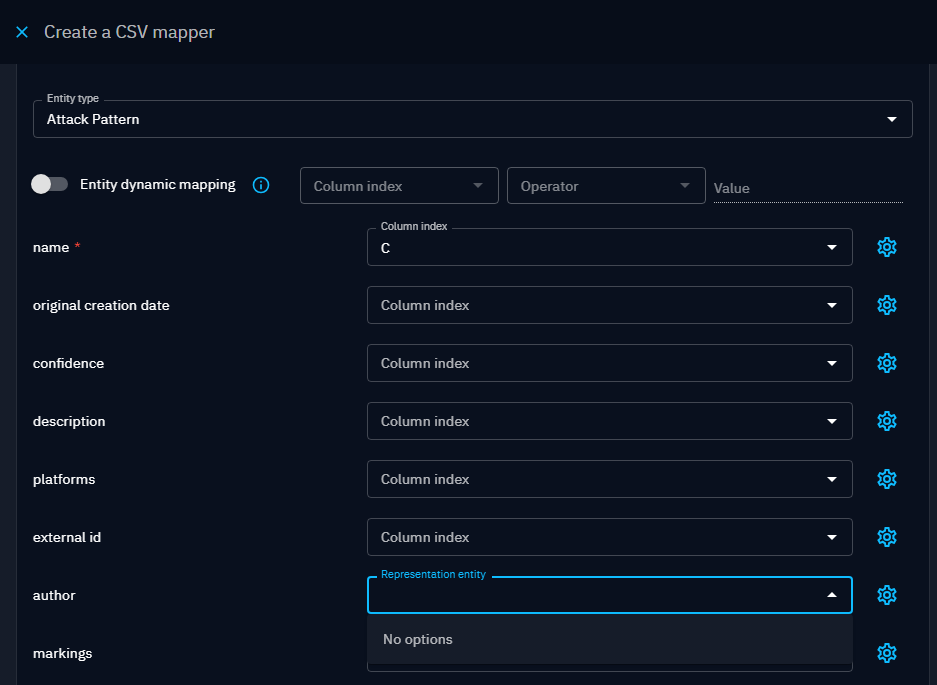 Create a CSV mapper
Entity type
Attack Pattern
Entity dynamic mapping
Column index
Operator
Value
name *
Column index
C
original creation date
Column index
confidence
Column index
description
Column index
platforms
Column index
external id
Column index
author
Representation entity
No options
markings